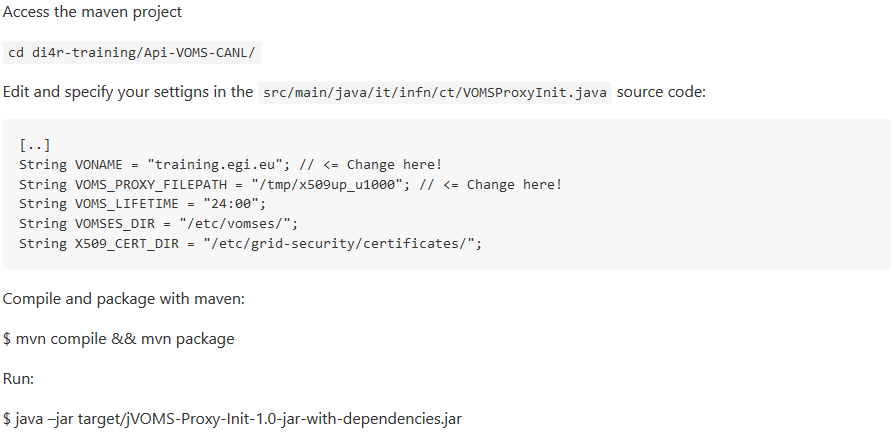 Access the maven project
cd di4r-training/Api-VOMS-CANL/
Edit and specify your settigns in the src/main/java/it/infn/ct/VOMSProxyInit.java source code:
[..]
String VONAME = "training.egi.eu"; // <= Change here!
String VOMS_PROXY_FILEPATH = "/tmp/x509up_u1000"; // <= Change here!
String VOMS_LIFETIME = "24:00";
String VOMSES_DIR = "/etc/vomses/";
String X509_CERT_DIR = "/etc/grid-security/certificates/";
Compile and package with maven:
$ mvn compile && mvn package
Run:
$ java –jar target/jVOMS-Proxy-Init-1.0-jar-with-dependencies.jar